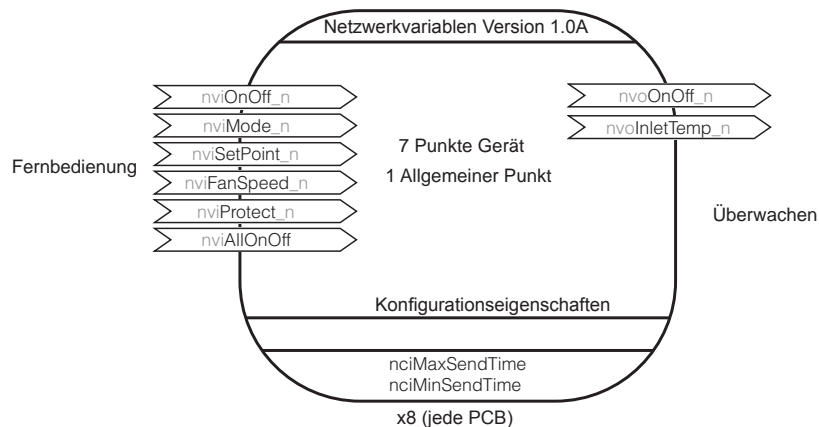 Netzwerkvariablen Version 1.0A
nviOnOff_n
nvoOnOff_n
nviMode_n
nvoInletTemp_n
7 Punkte Gerät
nviSetPoint_n
Fernbedienung
1 Allgemeiner Punkt
nviFanSpeed_n
nviProtect_n
Überwachen
nviAllOnOff
Konfigurationseigenschaften
nciMaxSendTime
nciMinSendTime
x8 (jede PCB)